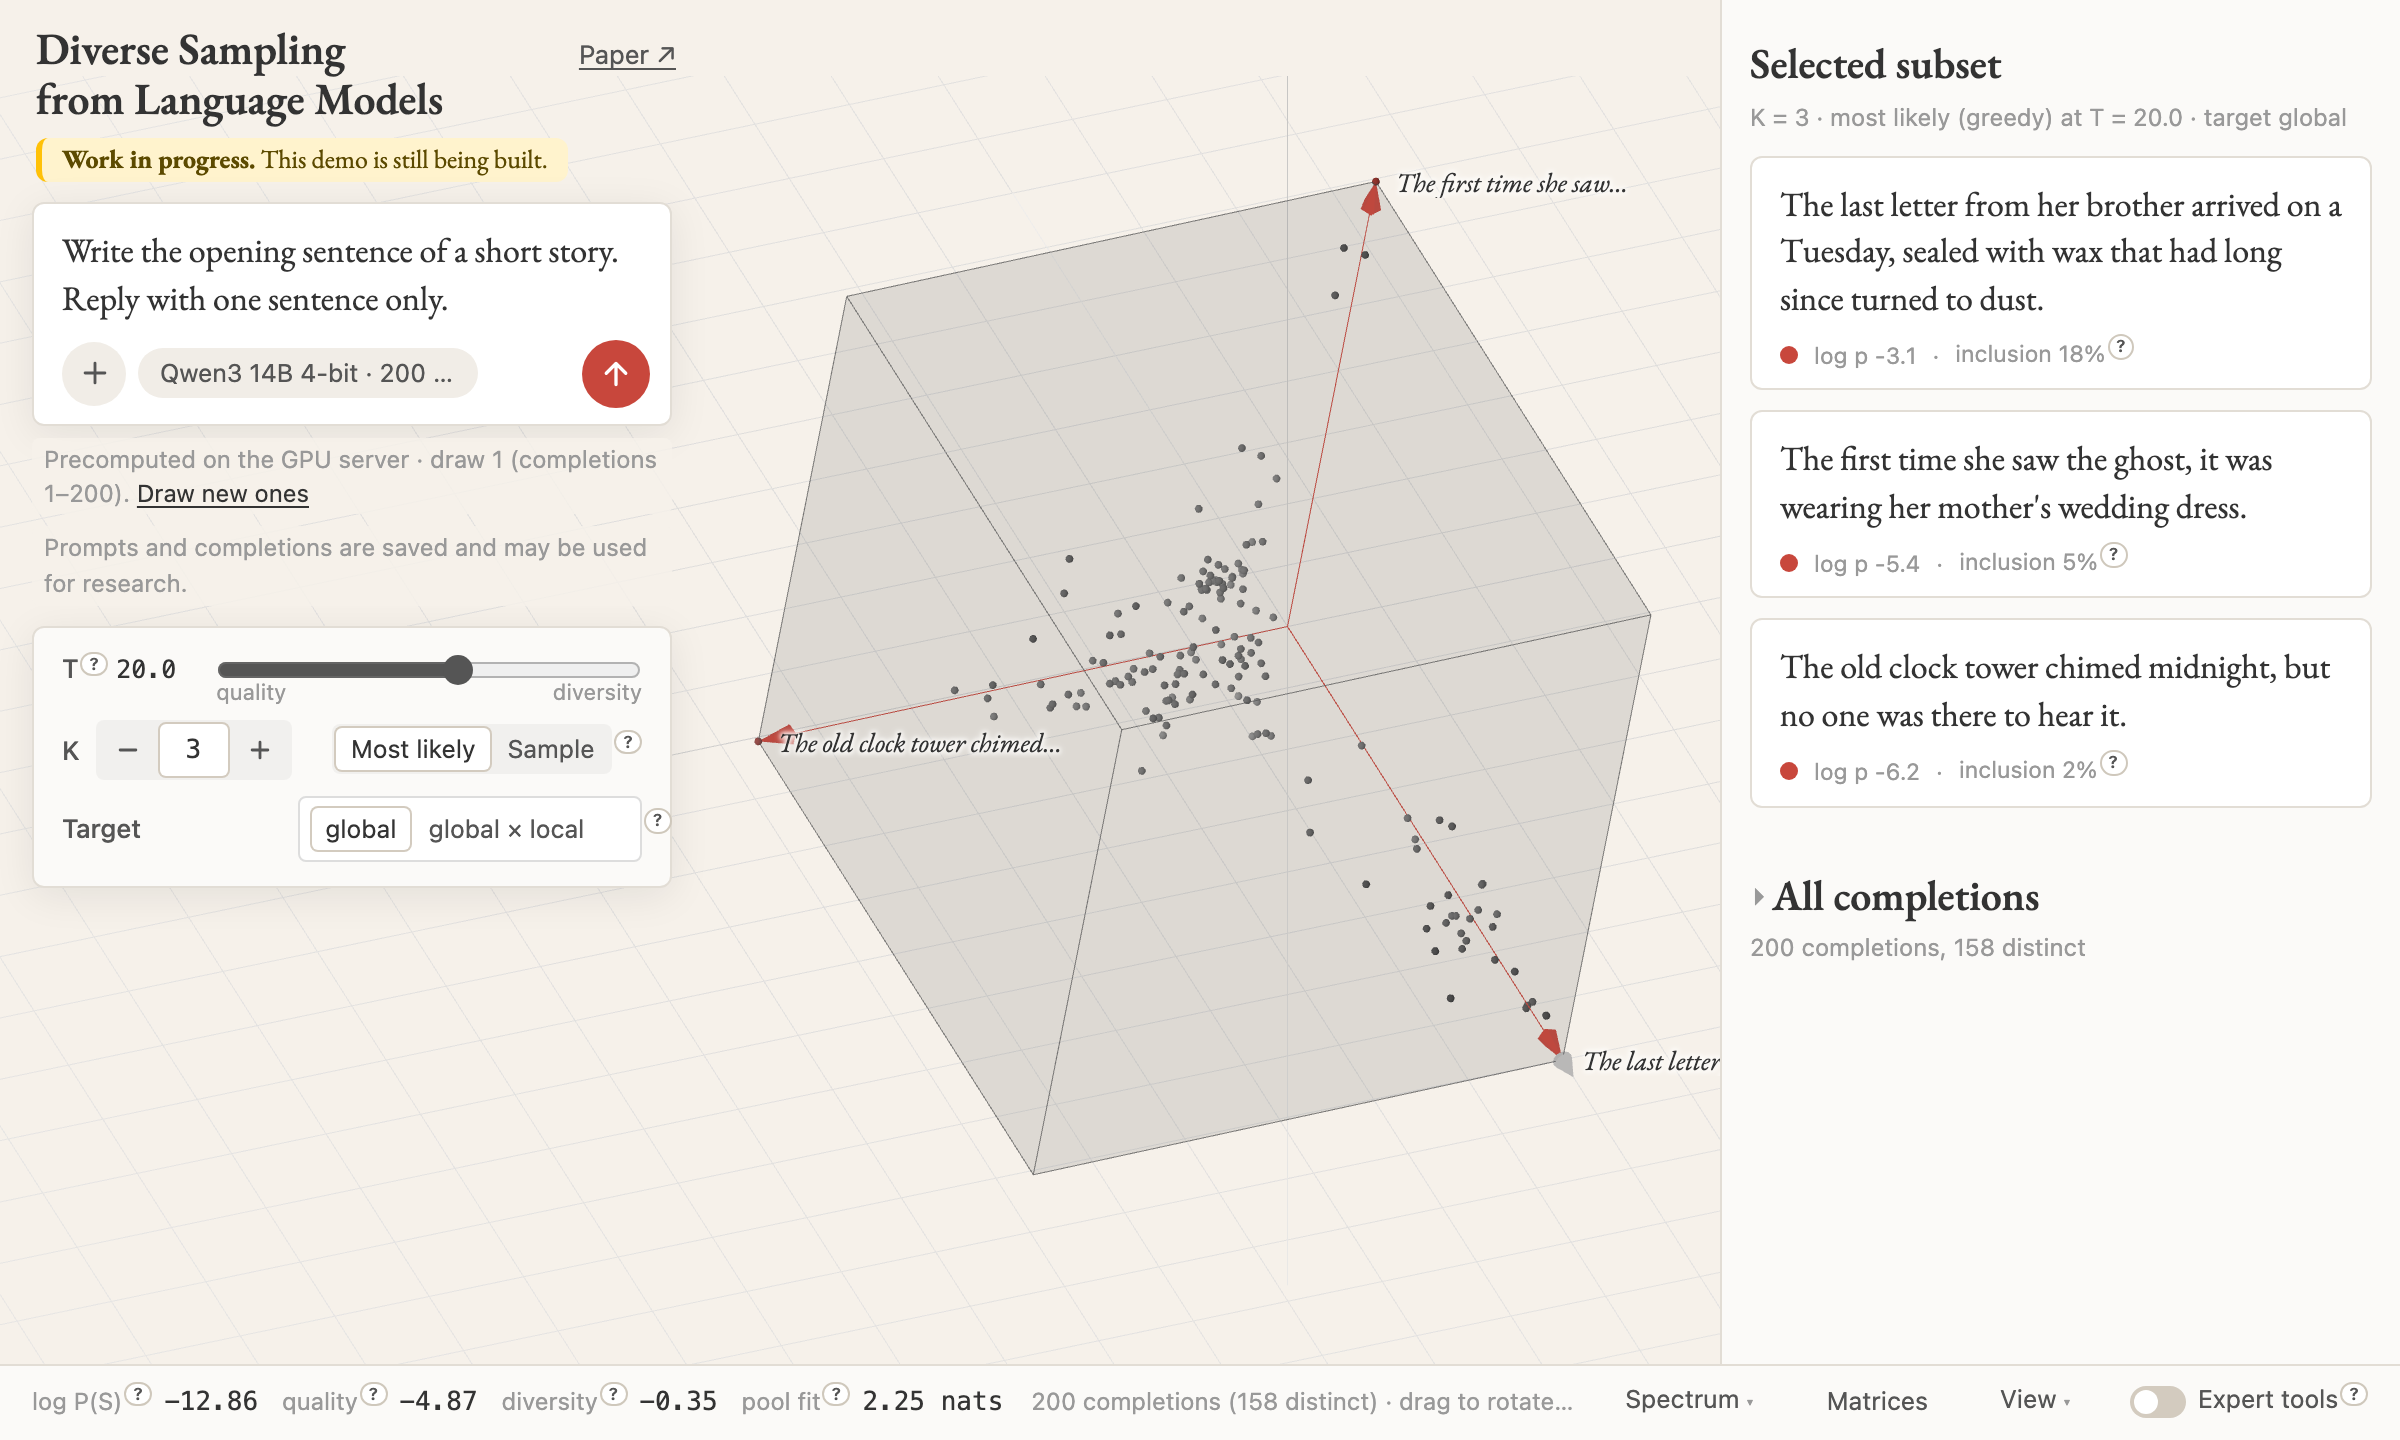 Diverse Sampling
from Language Models
Paper ↗
Work in progress. This demo is still being built.
Write the opening sentence of a short story.
Reply with one sentence only.
+
Qwen3 14B 4-bit · 200 ...
Precomputed on the GPU server · draw 1 (completions
1–200). Draw new ones
Prompts and completions are saved and may be used
for research.
T ? 20.0
quality diversity
K − 3 + Most likely Sample ?
Target global global × local ?
The first time she saw...
The old clock tower chimed...
The last letter
Selected subset
K = 3 · most likely (greedy) at T = 20.0 · target global
The last letter from her brother arrived on a
Tuesday, sealed with wax that had long
since turned to dust.
log p -3.1 · inclusion 18% ?
The first time she saw the ghost, it was
wearing her mother's wedding dress.
log p -5.4 · inclusion 5% ?
The old clock tower chimed midnight, but
no one was there to hear it.
log p -6.2 · inclusion 2% ?
All completions
200 completions, 158 distinct
log P(S) ? −12.86 quality ? −4.87 diversity ? −0.35 pool fit ? 2.25 nats 200 completions (158 distinct) · drag to rotate... Spectrum ▾ Matrices View ▾ Expert tools ?